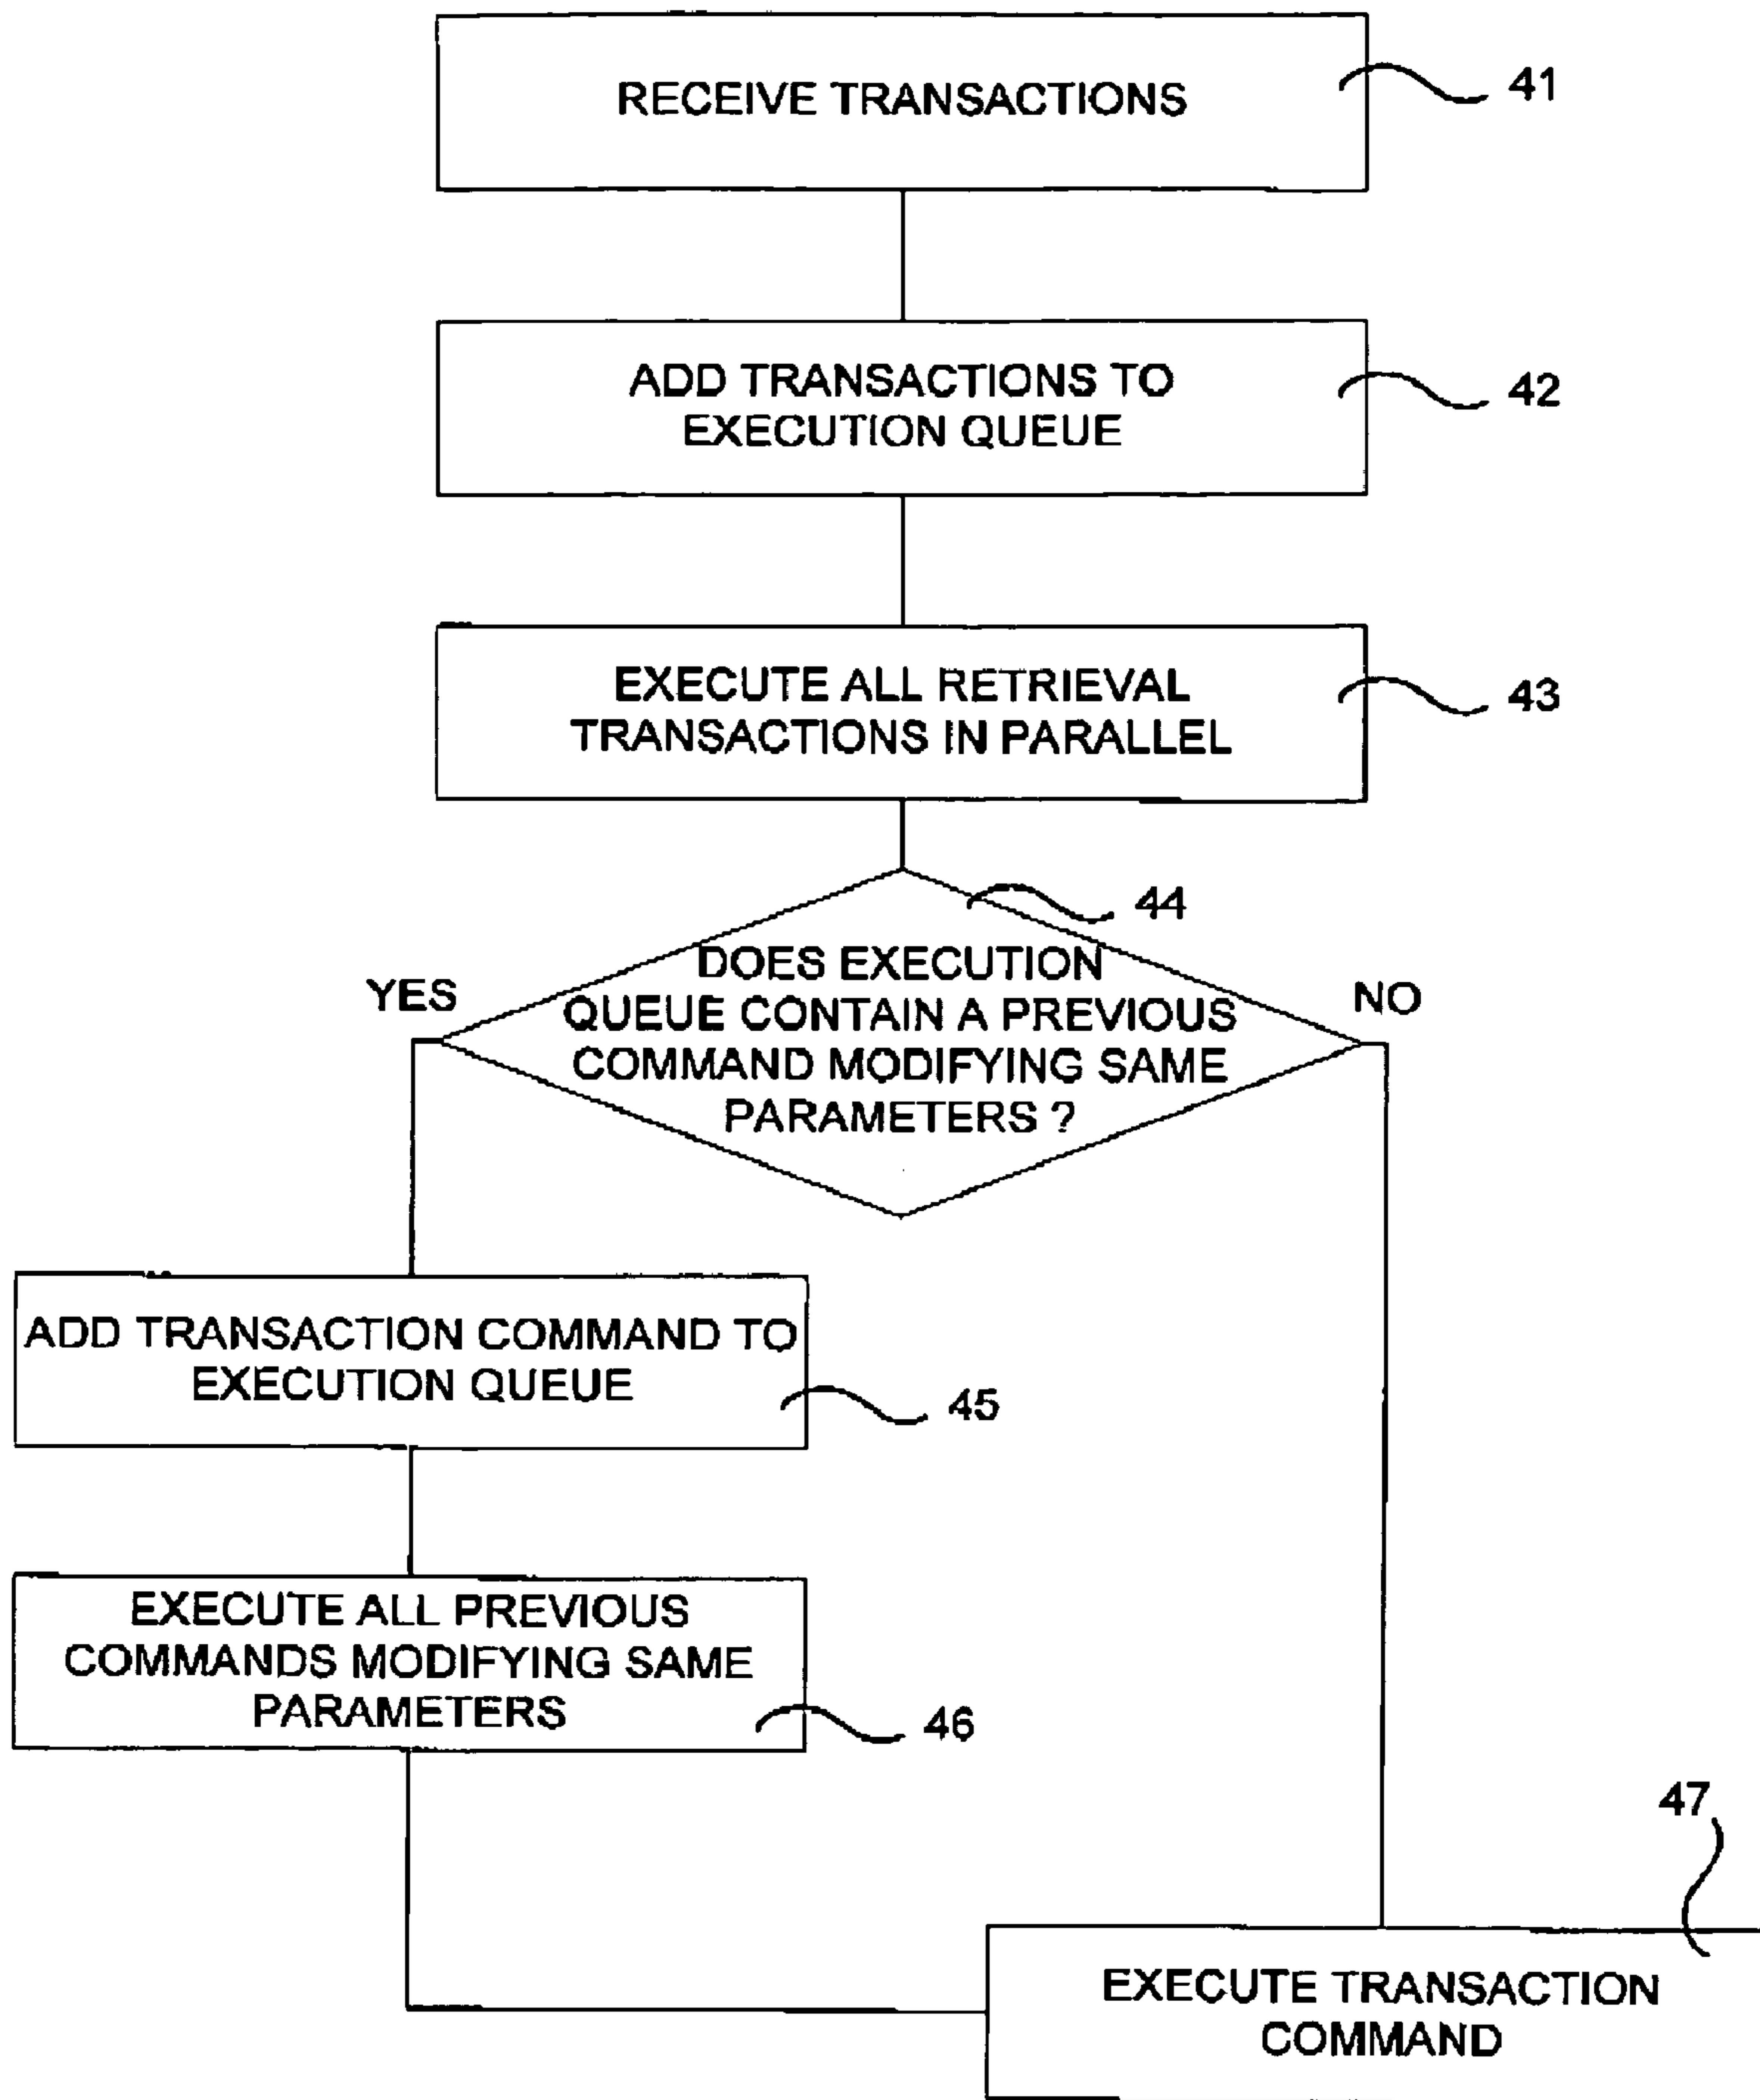 RECEIVE TRANSACTIONS
41
ADD TRANSACTIONS TO
EXECUTION QUEUE
42
EXECUTE ALL RETRIEVAL
TRANSACTIONS IN PARALLEL
43
44
DOES EXECUTION
QUEUE CONTAIN A PREVIOUS
COMMAND MODIFYING SAME
PARAMETERS ?
YES
NO
ADD TRANSACTION COMMAND TO
EXECUTION QUEUE
45
EXECUTE ALL PREVIOUS
COMMANDS MODIFYING SAME
PARAMETERS
46
47
EXECUTE TRANSACTION
COMMAND